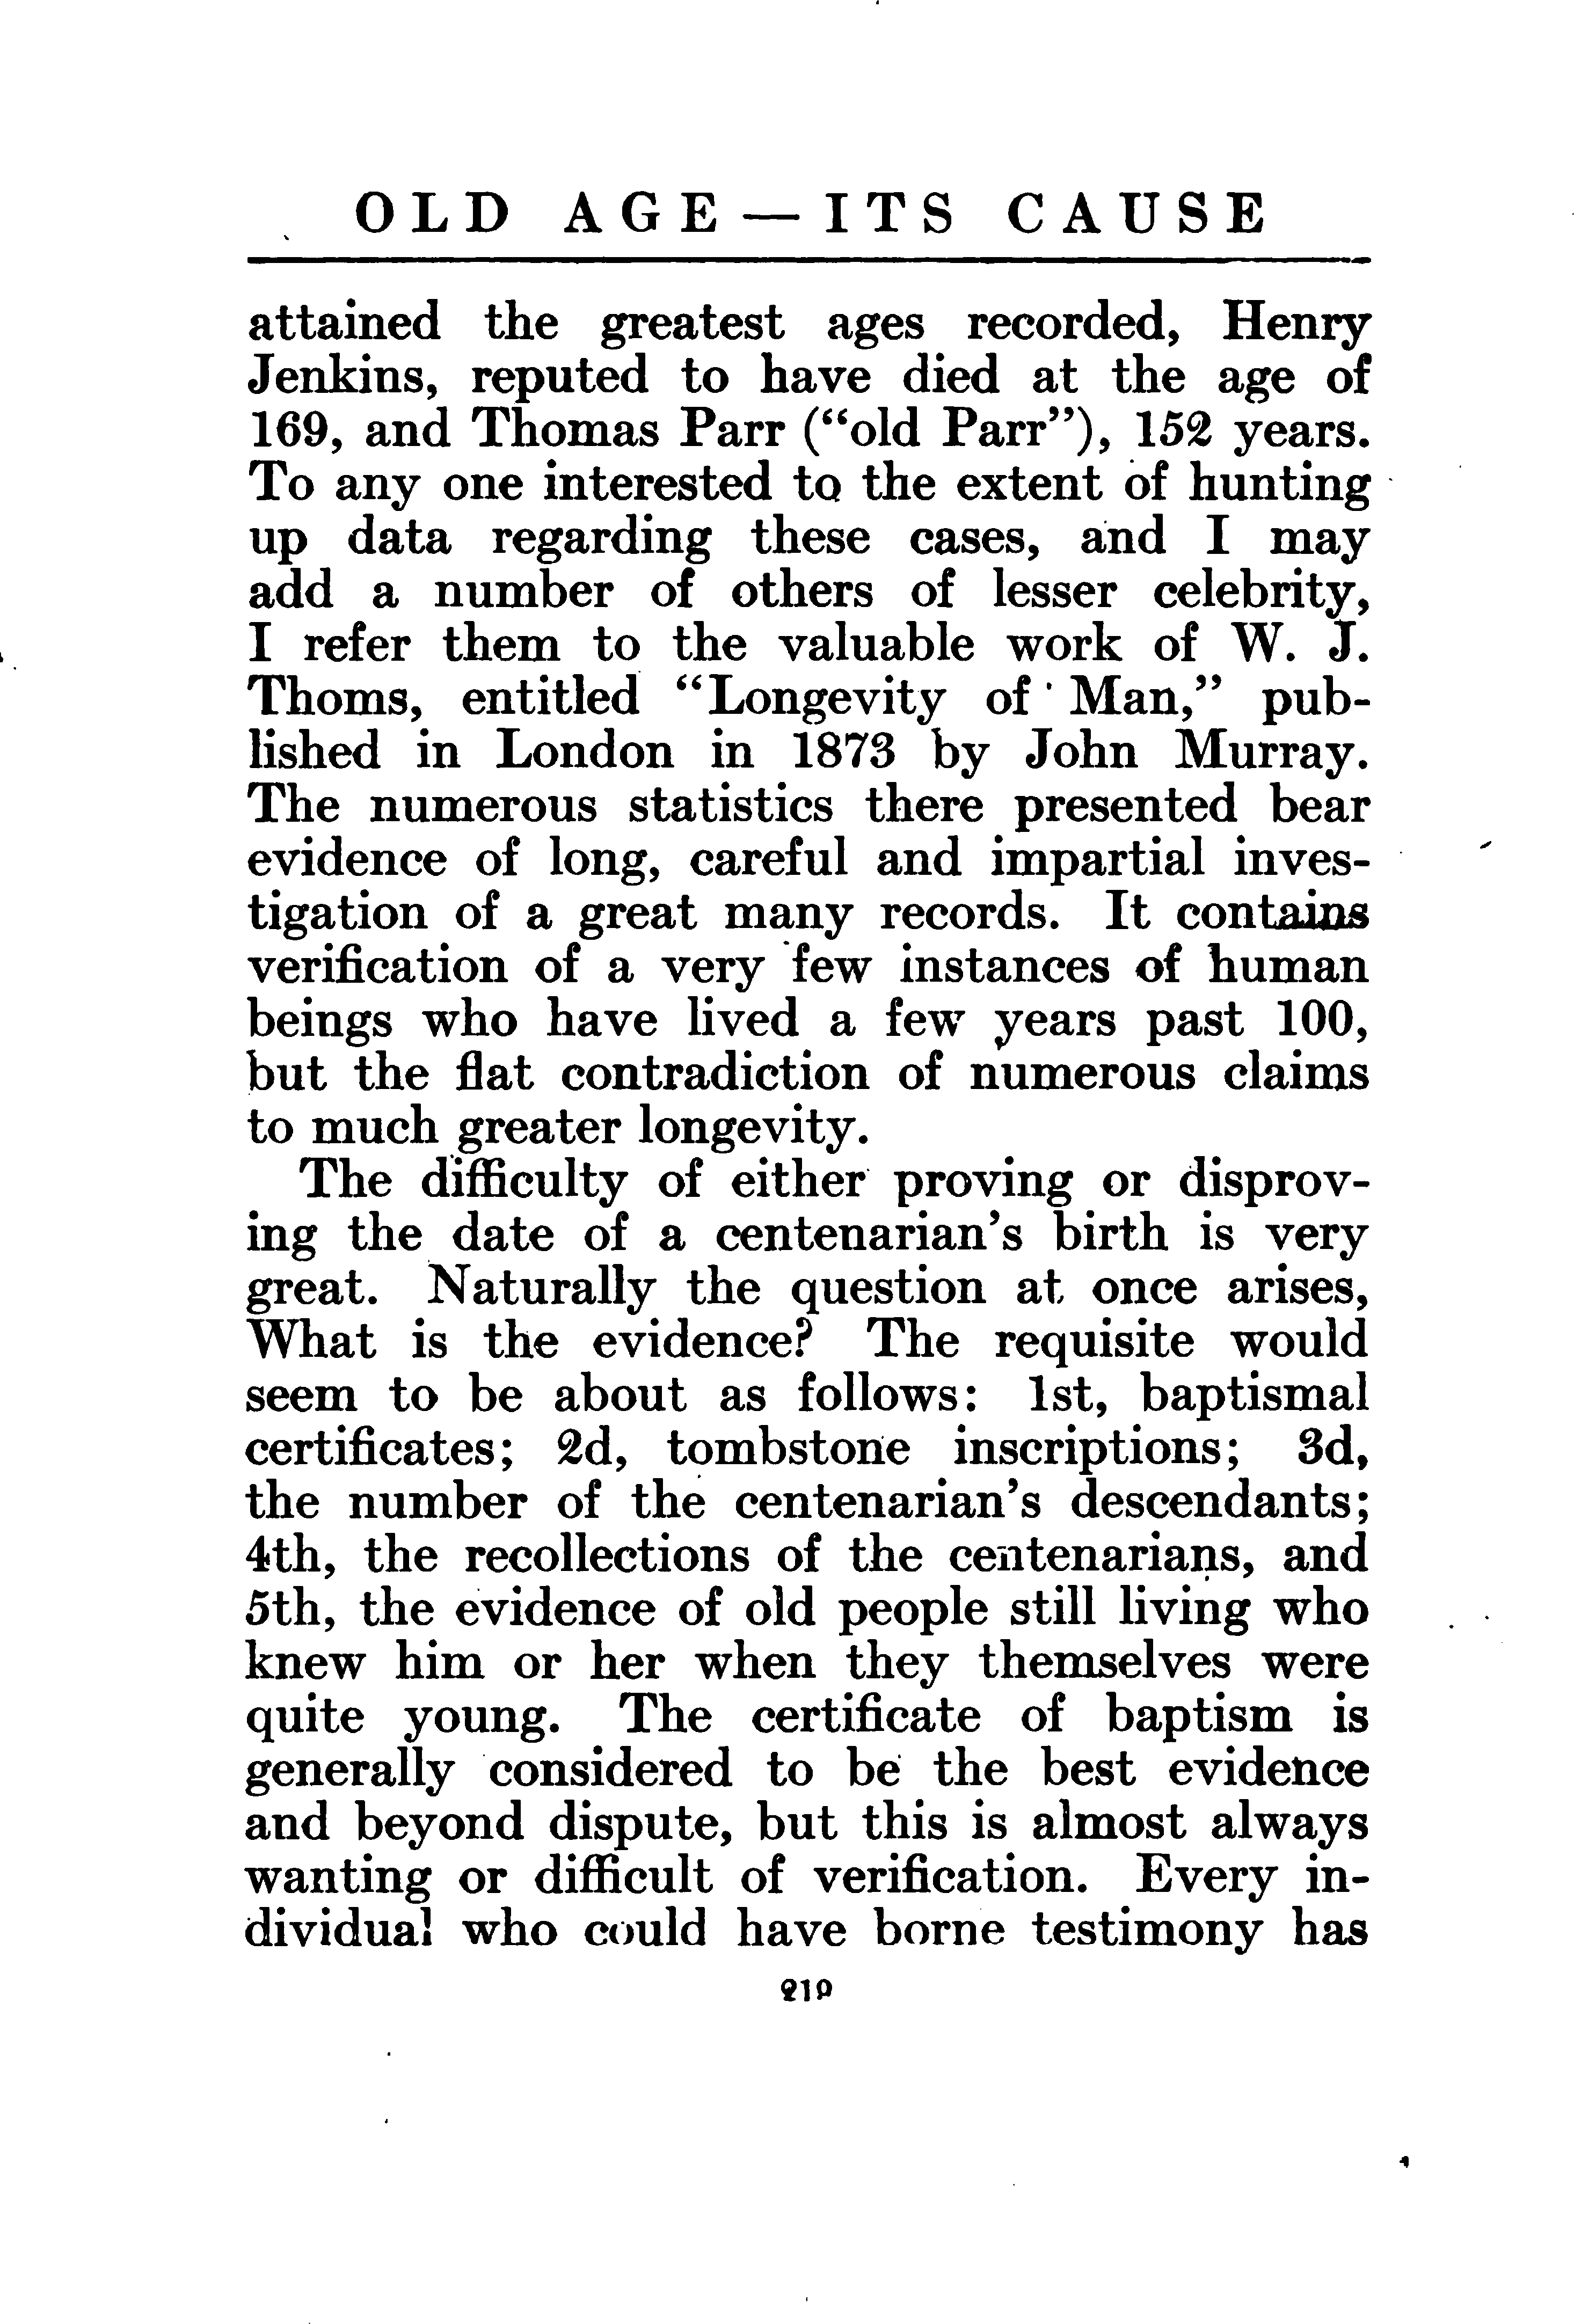 OLD AGE — ITS CAUSE
attained the greatest ages recorded, Henry
Jenkins, reputed to have died at the age of
169, and Thomas Parr (“old Parr”), 152 years.
To any one interested to the extent of hunting
up data regarding these cases, and I may
add a number of others of lesser celebrity,
I refer them to the valuable work of W. J.
Thoms, entitled “Longevity of Man,” pub-
lished in London in 1873 by John Murray.
The numerous statistics there presented bear
evidence of long, careful and impartial inves-
tigation of a great many records. It contains
verification of a very few instances of human
beings who have lived a few years past 100,
but the flat contradiction of numerous claims
to much greater longevity.
The difficulty of either proving or disprov-
ing the date of a centenarian’s birth is very
great. Naturally the question at once arises,
What is the evidence? The requisite would
seem to be about as follows: 1st, baptismal
certificates; 2d, tombstone inscriptions; 3d,
the number of the centenarian’s descendants;
4th, the recollections of the centenarians, and
5th, the evidence of old people still living who
knew him or her when they themselves were
quite young. The certificate of baptism is
generally considered to be the best evidence
and beyond dispute, but this is almost always
wanting or difficult of verification. Every in-
dividual who could have borne testimony has